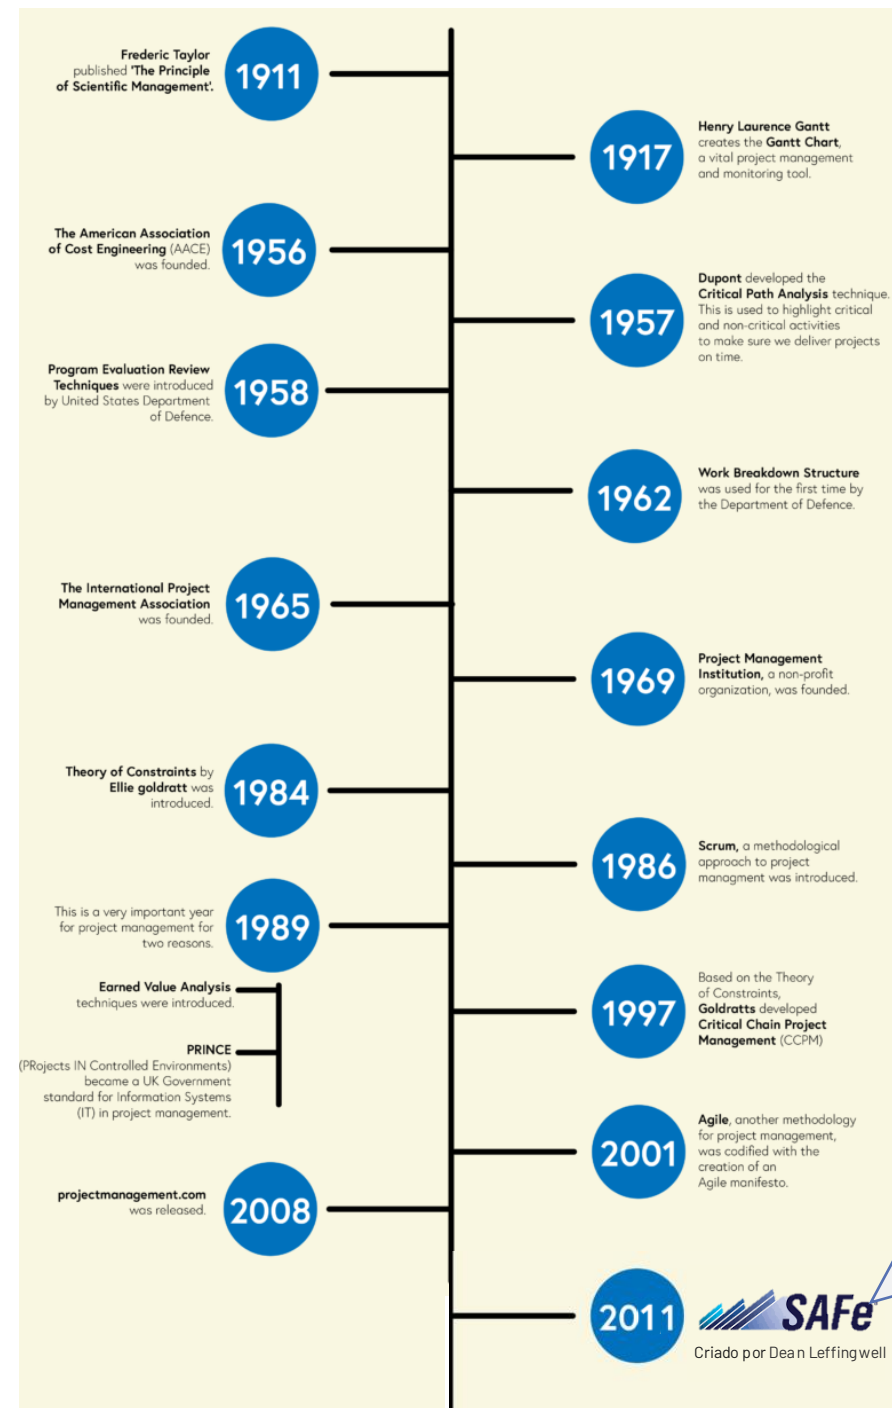 Frederic Taylor
published 'The Principle
of Scientific Management'.
1911
1917
Henry Laurence Gantt
creates the Gantt Chart,
a vital project management
and monitoring tool.
The American Association
of Cost Engineering (AACE)
was founded.
1956
1957
Dupont developed the
Critical Path Analysis technique.
This is used to highlight critical
and non-critical activities
to make sure we deliver projects
on time.
Program Evaluation Review
Techniques were introduced
by United States Department
of Defence.
1958
1962
Work Breakdown Structure
was used for the first time by
the Department of Defence.
The International Project
Management Association
was founded.
1965
1969
Project Management
Institution, a non-profit
organization, was founded.
Theory of Constraints by
Ellie goldratt was
introduced.
1984
1986
Scrum, a methodological
approach to project
managment was introduced.
This is a very important year
for project management for
two reasons.
1989
Earned Value Analysis
techniques were introduced.
PRINCE
(PRojects IN Controlled Environments)
became a UK Government
standard for Information Systems
(IT) in project management.
1997
Based on the Theory
of Constraints,
Goldratts developed
Critical Chain Project
Management (CCPM)
2001
Agile, another methodology
for project management,
was codified with the
creation of an
Agile manifesto.
projectmanagement.com
was released.
2008
2011
SAFe
Criado por Dean Leffingwell